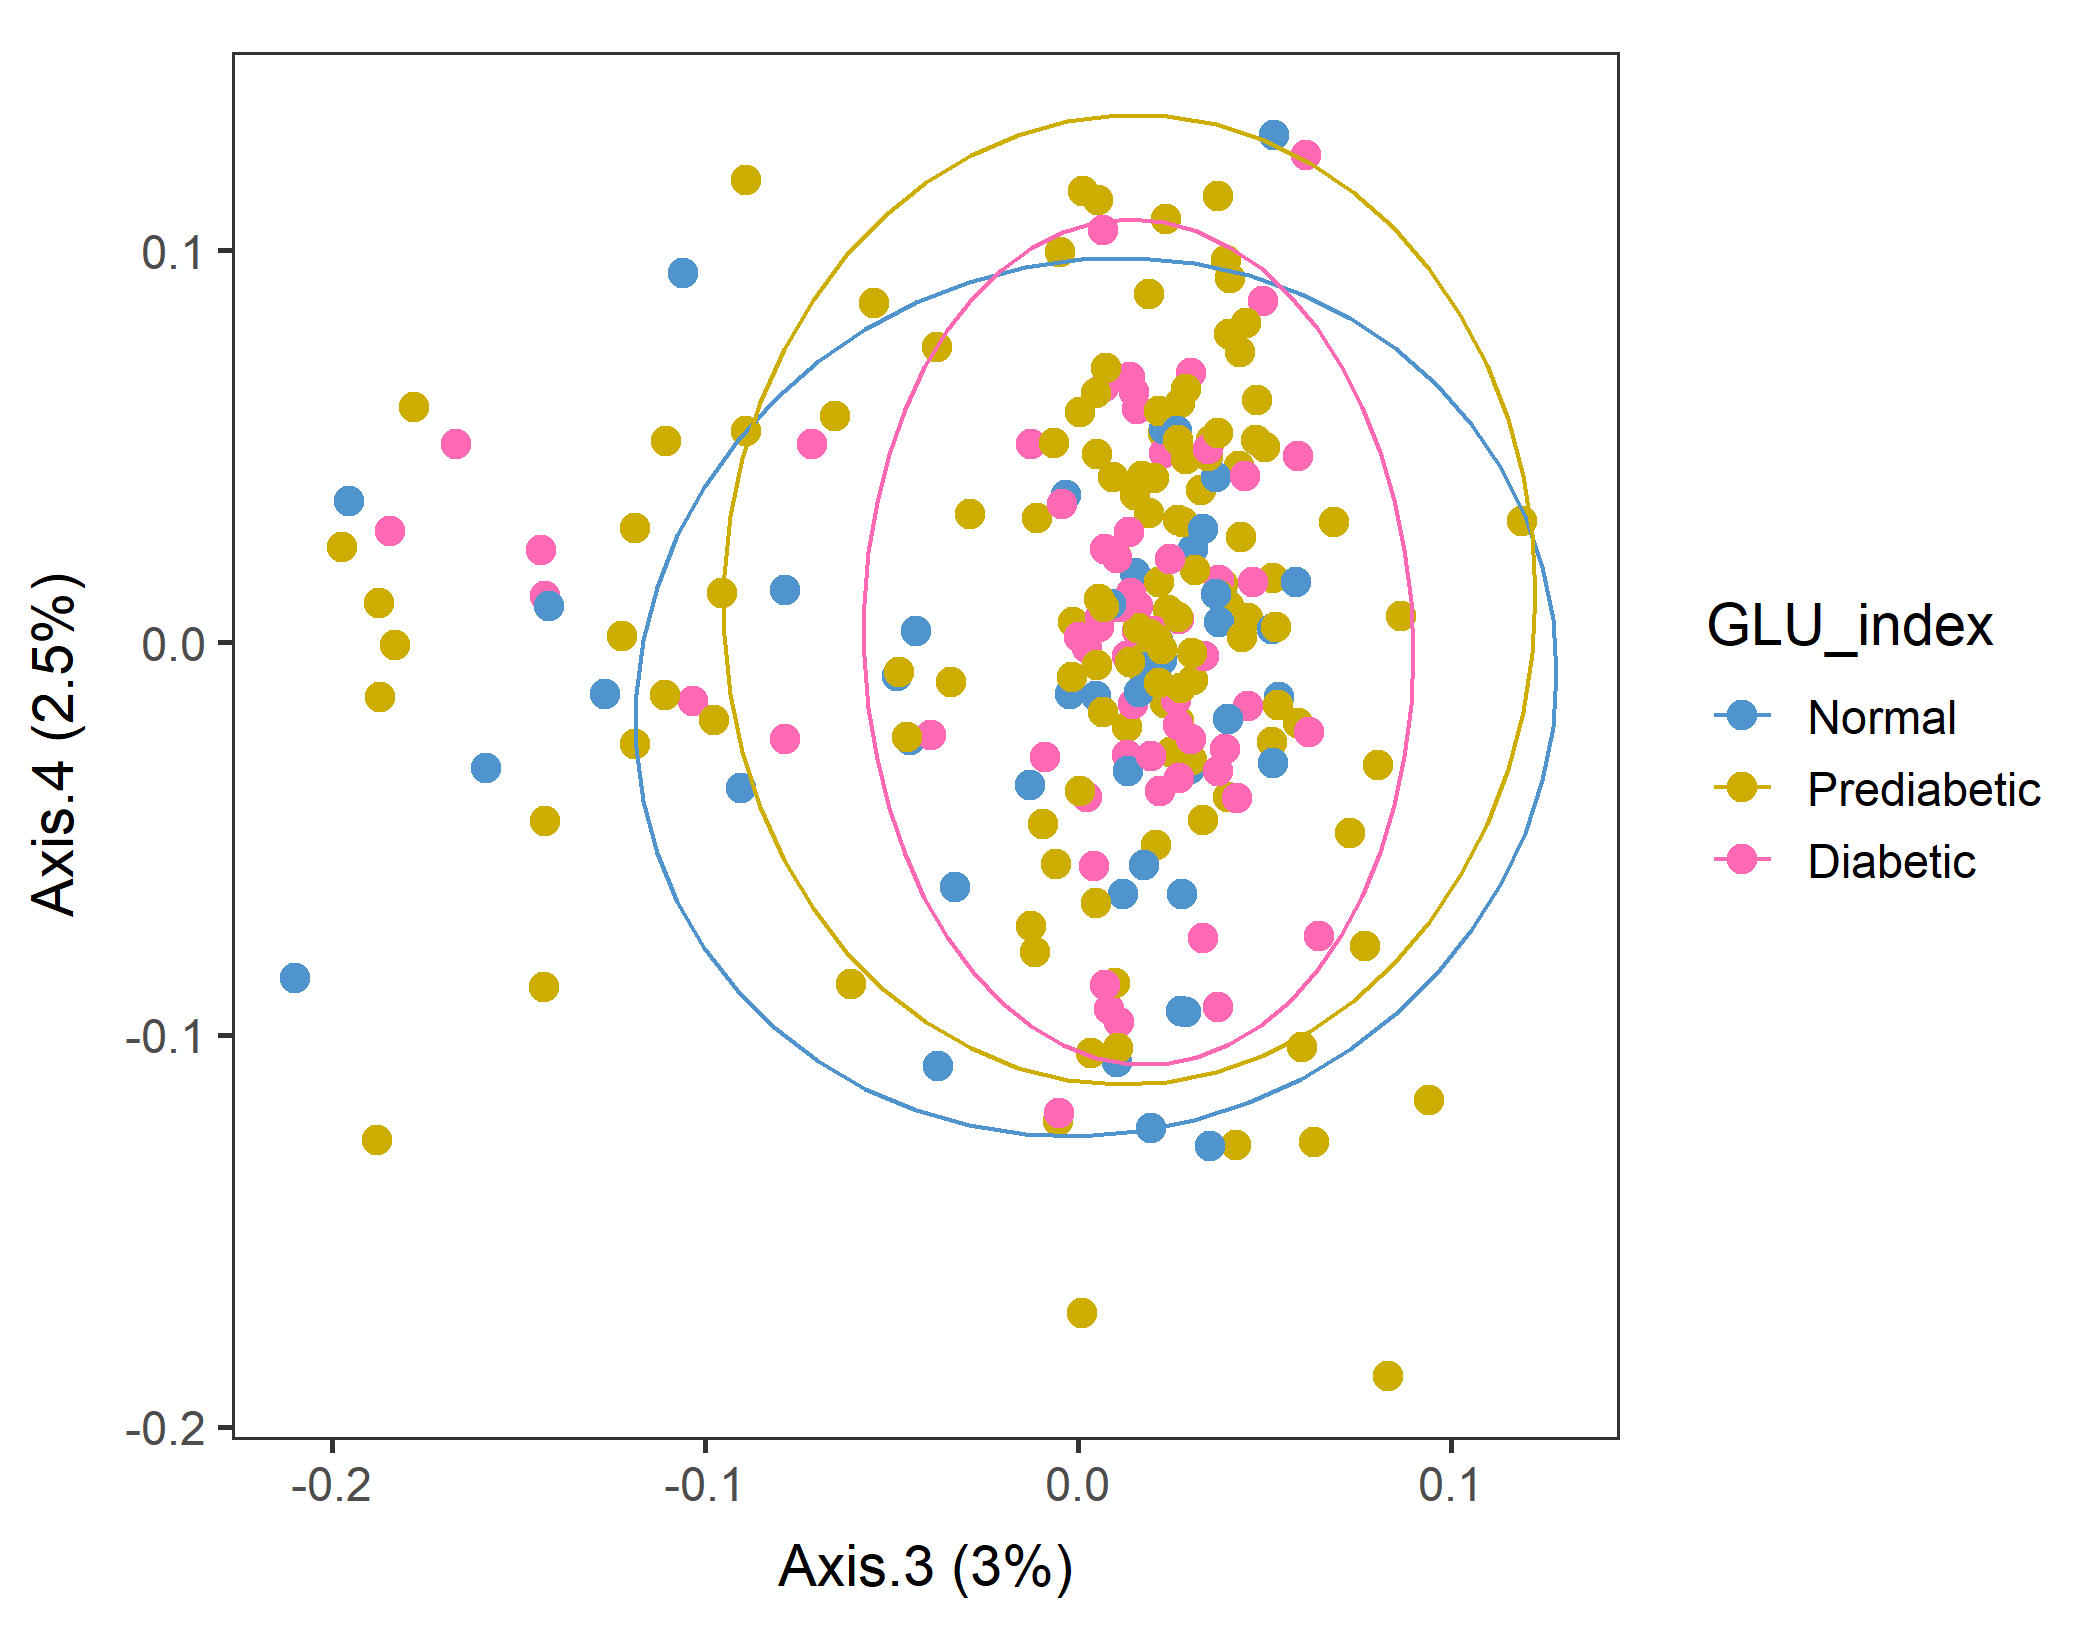 0.1
0.0
-0.1
-0.2
Axis.4 (2.5%)
-0.2
-0.1
0.0
0.1
Axis.3 (3%)
GLU_index
Normal
Prediabetic
Diabetic